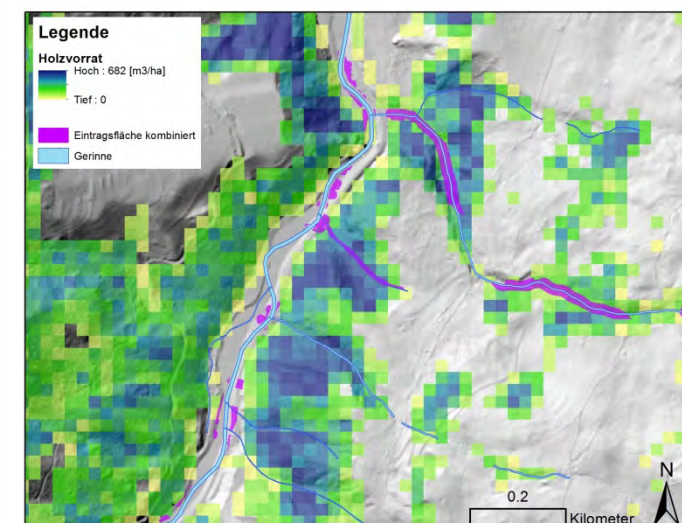 Legende
Holzvorrat
Hoch : 682 [m3/ha]
Tief : 0
Eintragsfläche kombiniert
Gerinne
N
0.2
Kilometer